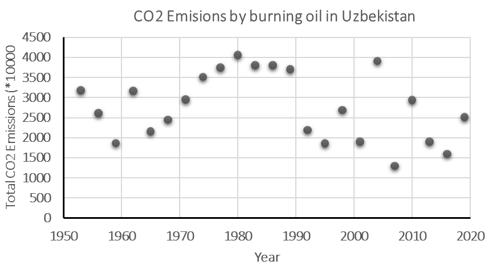 CO2 Emisions by burning oil in Uzbekistan
Total CO2 Emissions (*10000
4500
4000
3500
3000
2500
2000
1500
1000
500
0
1950 1960 1970 1980 1990 2000 2010 2020
Year